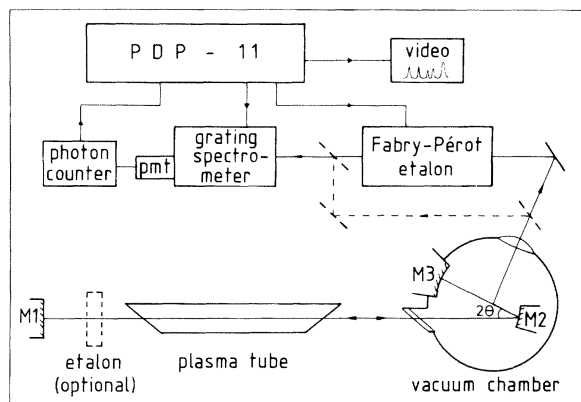 PDP - 11
video
photon
counter
pmt
grating
spectro-
meter
Fabry-Pérot
etalon
M1
etalon
(optional)
plasma tube
M3
2θ
M2
vacuum chamber